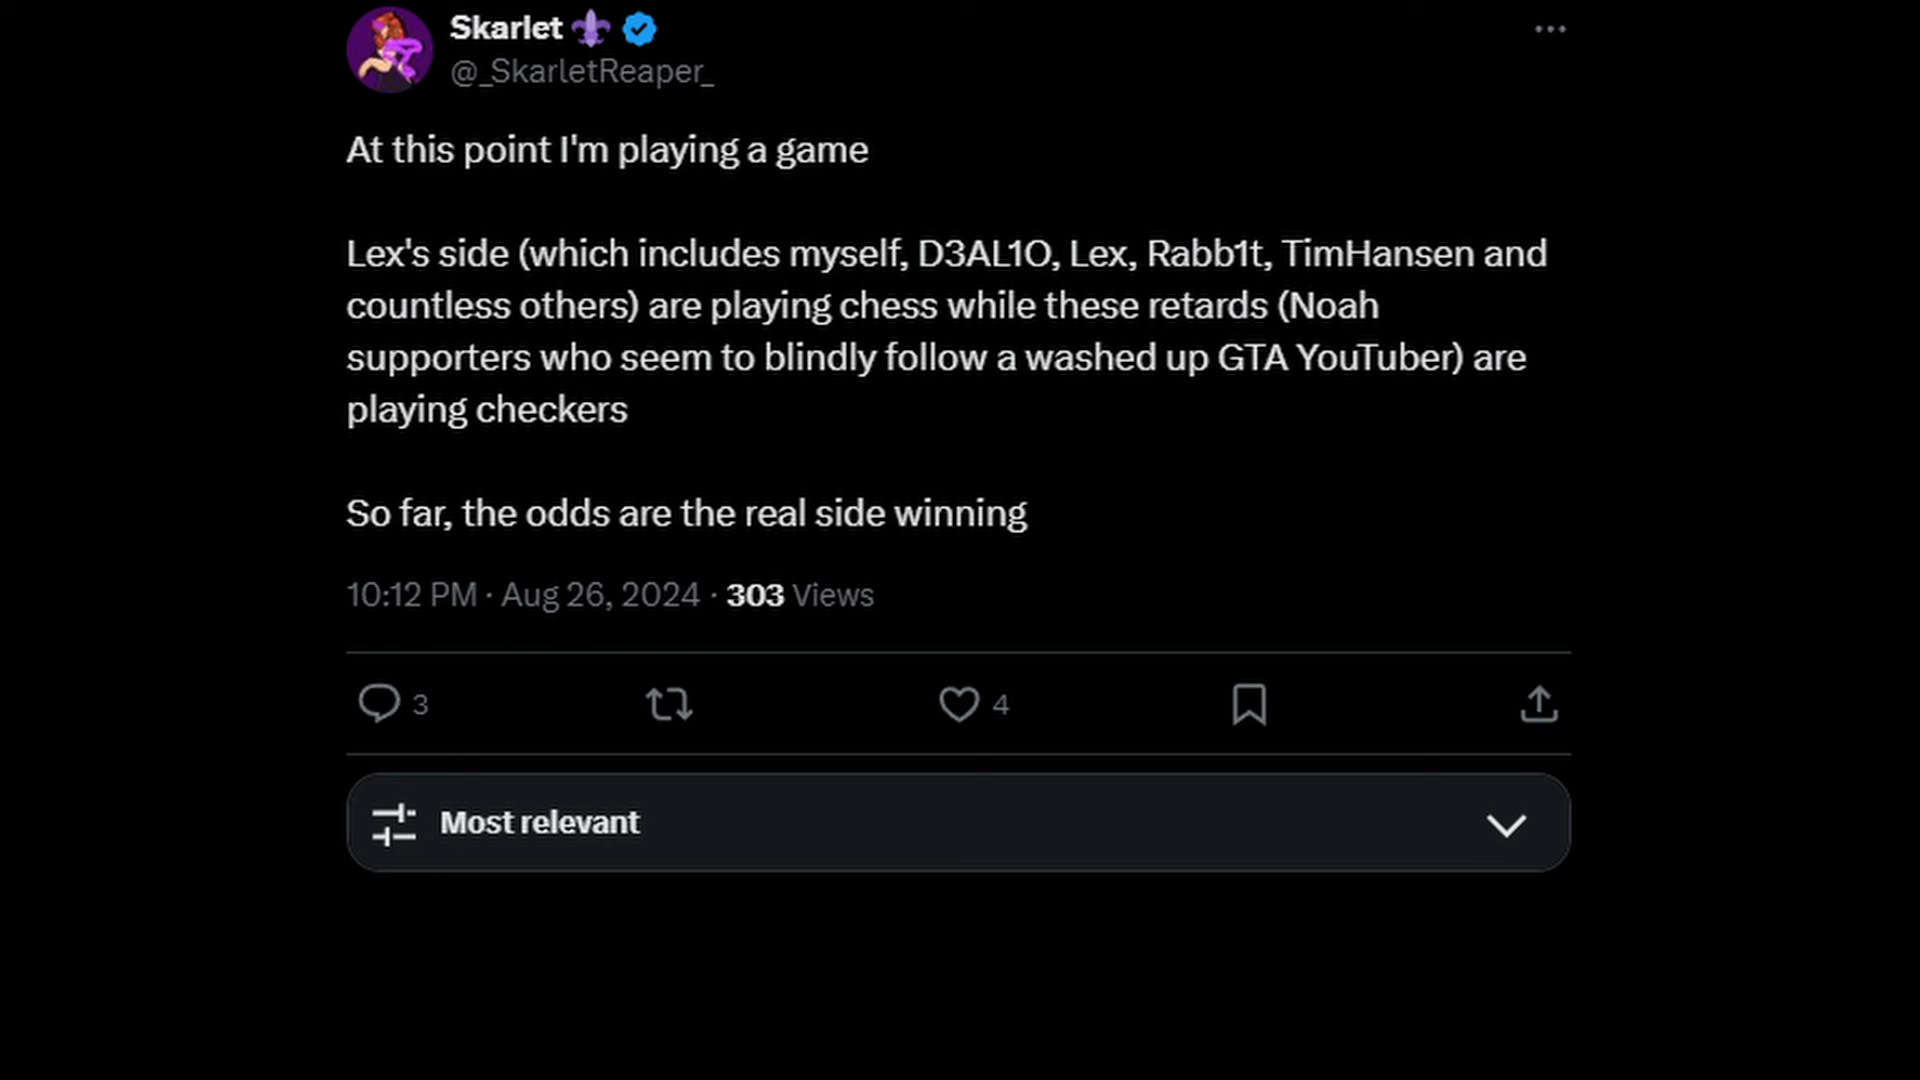 Skarlet
@_SkarletReaper_
At this point I'm playing a game
Lex's side (which includes myself, D3AL1O, Lex, Rabb1t, TimHansen and
countless others) are playing chess while these retards (Noah
supporters who seem to blindly follow a washed up GTA YouTuber) are
playing checkers
So far, the odds are the real side winning
10:12 PM · Aug 26, 2024 · 303 Views
3
4
Most relevant